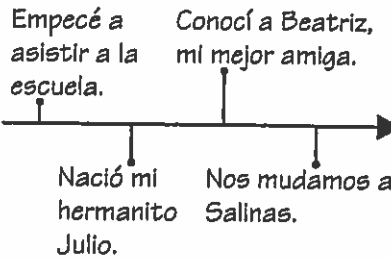 Empecé a
asistir a la
escuela.
Conocí a Beatriz,
mi mejor amiga.
Nació mi
hermanito
Julio.
Nos mudamos a
Salinas.